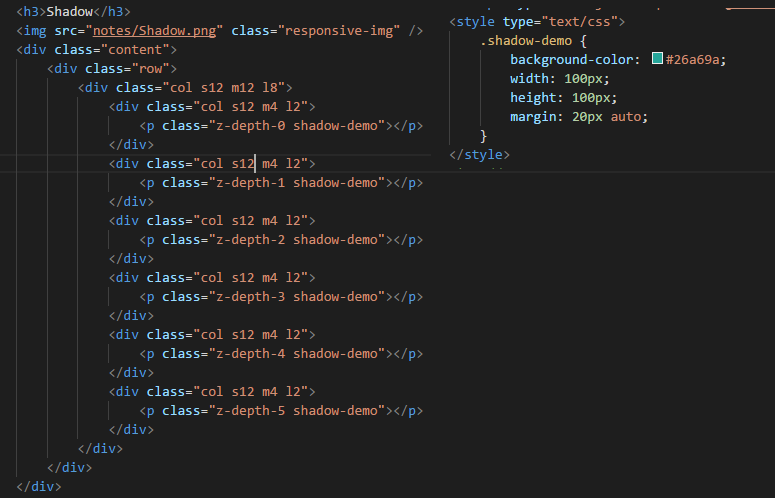 <h3>Shadow</h3>
<img src="notes/Shadow.png" class="responsive-img" />
<div class="content">
    <div class="row">
        <div class="col s12 m12 l8">
            <div class="col s12 m4 l2">
                <p class="z-depth-0 shadow-demo"></p>
            </div>
            <div class="col s12 m4 l2">
                <p class="z-depth-1 shadow-demo"></p>
            </div>
            <div class="col s12 m4 l2">
                <p class="z-depth-2 shadow-demo"></p>
            </div>
            <div class="col s12 m4 l2">
                <p class="z-depth-3 shadow-demo"></p>
            </div>
            <div class="col s12 m4 l2">
                <p class="z-depth-4 shadow-demo"></p>
            </div>
            <div class="col s12 m4 l2">
                <p class="z-depth-5 shadow-demo"></p>
            </div>
        </div>
    </div>
</div>
<style type="text/css">
    .shadow-demo {
        background-color: #26a69a;
        width: 100px;
        height: 100px;
        margin: 20px auto;
    }
</style>